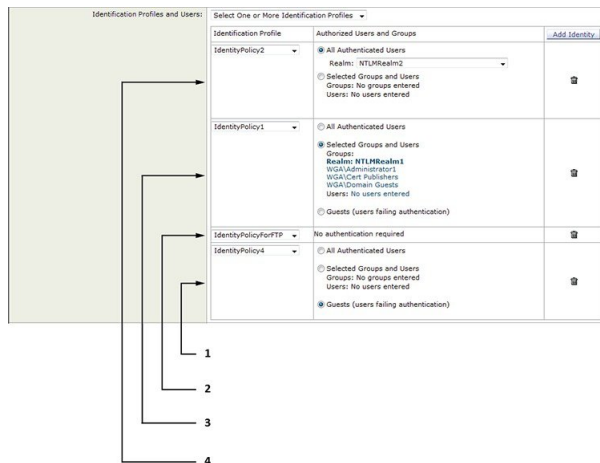 Identification Profiles and Users:
Select One or More Identification Profiles
Identification Profile
Authorized Users and Groups
Add Identity
IdentityPolicy2
All Authenticated Users
Realm: NTLMRealm2
Selected Groups and Users
Groups: No groups entered
Users: No users entered
IdentityPolicy1
All Authenticated Users
Selected Groups and Users
Groups:
Realm: NTLMRealm1
WGA\Administrator1
WGA\Cert Publishers
WGA\Domain Guests
Users: No users entered
Guests (users failing authentication)
IdentityPolicyForFTP
No authentication required
IdentityPolicy4
All Authenticated Users
Selected Groups and Users
Groups: No groups entered
Users: No users entered
Guests (users failing authentication)
1
2
3
4